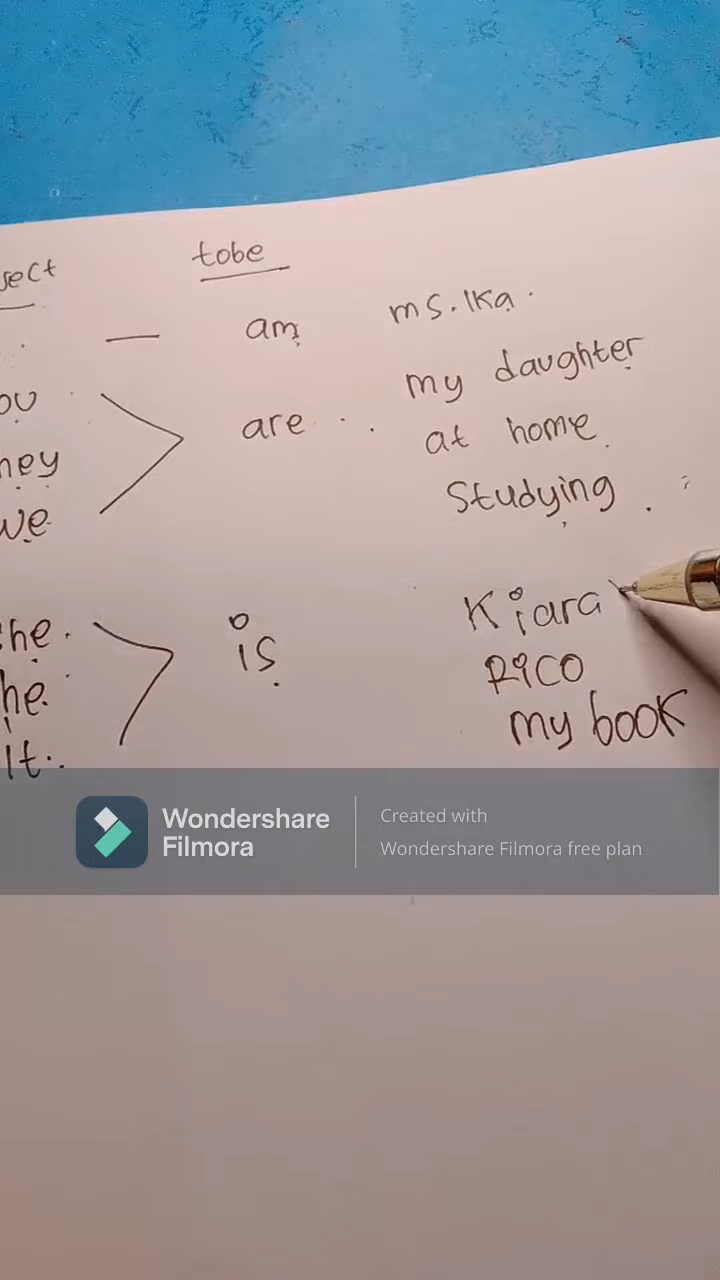 ject tobe
am ms.Ika.
ou my daughter
hey are at home
we Studying.
he. Kiara
he is Rico
It. my book
Wondershare Filmora
Created with
Wondershare Filmora free plan